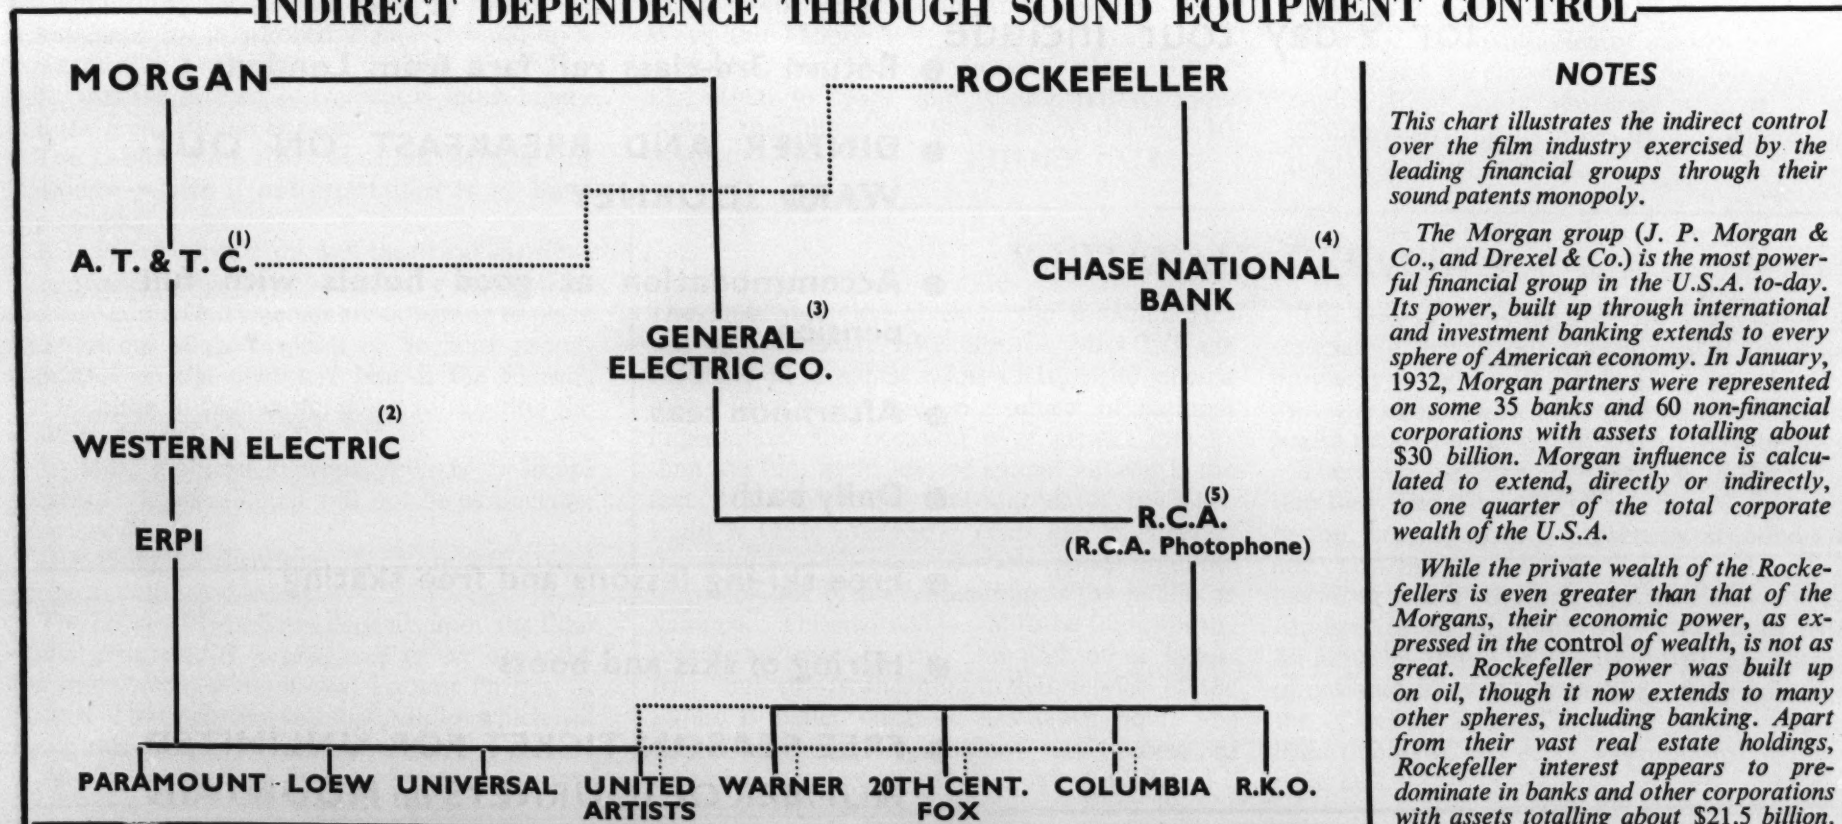 INDIRECT DEPENDENCE THROUGH SOUND EQUIPMENT CONTROL
MORGAN
ROCKEFELLER
A. T. & T. C. (1)
CHASE NATIONAL (4)
BANK
GENERAL (3)
ELECTRIC CO.
WESTERN ELECTRIC (2)
ERPI
R.C.A. (5)
(R.C.A. Photophone)
PARAMOUNT
LOEW
UNIVERSAL
UNITED
ARTISTS
WARNER
20TH CENT.
FOX
COLUMBIA
R.K.O.
NOTES
This chart illustrates the indirect control
over the film industry exercised by the
leading financial groups through their
sound patents monopoly.
The Morgan group (J. P. Morgan &
Co., and Drexel & Co.) is the most power-
ful financial group in the U.S.A. to-day.
Its power, built up through international
and investment banking extends to every
sphere of American economy. In January,
1932, Morgan partners were represented
on some 35 banks and 60 non-financial
corporations with assets totalling about
$30 billion. Morgan influence is calcu-
lated to extend, directly or indirectly,
to one quarter of the total corporate
wealth of the U.S.A.
While the private wealth of the Rocke-
fellers is even greater than that of the
Morgans, their economic power, as ex-
pressed in the control of wealth, is not as
great. Rockefeller power was built up
on oil, though it now extends to many
other spheres, including banking. Apart
from their vast real estate holdings,
Rockefeller interest appears to pre-
dominate in banks and other corporations
with assets totalling about $21.5 billion.